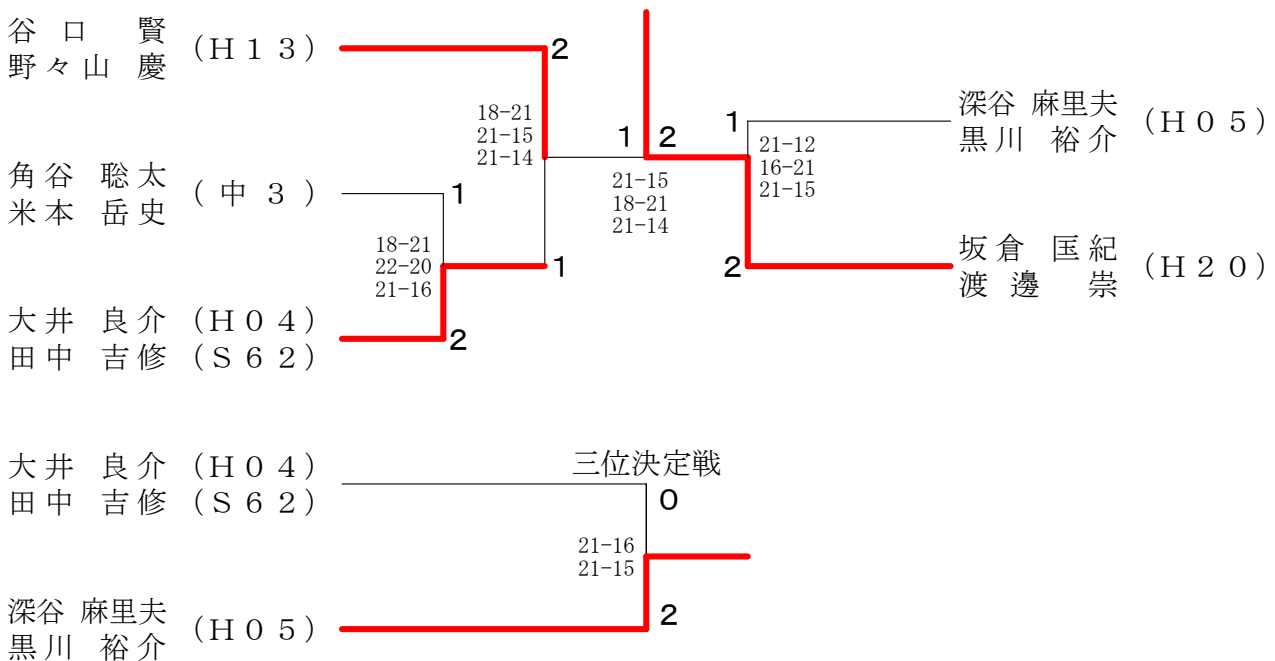 谷口 賢 (H13)
野々山 慶
2
18-21
21-15
21-14
角谷 聡太 (中3)
米本 岳史
1
18-21
22-20
21-16
1
大井 良介 (H04)
田中 吉修 (S62)
2
1 2
21-15
18-21
21-14
1
深谷 麻里夫 (H05)
黒川 裕介
21-12
16-21
21-15
2
坂倉 匡紀 (H20)
渡邊 崇
三位決定戦
大井 良介 (H04)
田中 吉修 (S62)
0
21-16
21-15
深谷 麻里夫 (H05)
黒川 裕介
2